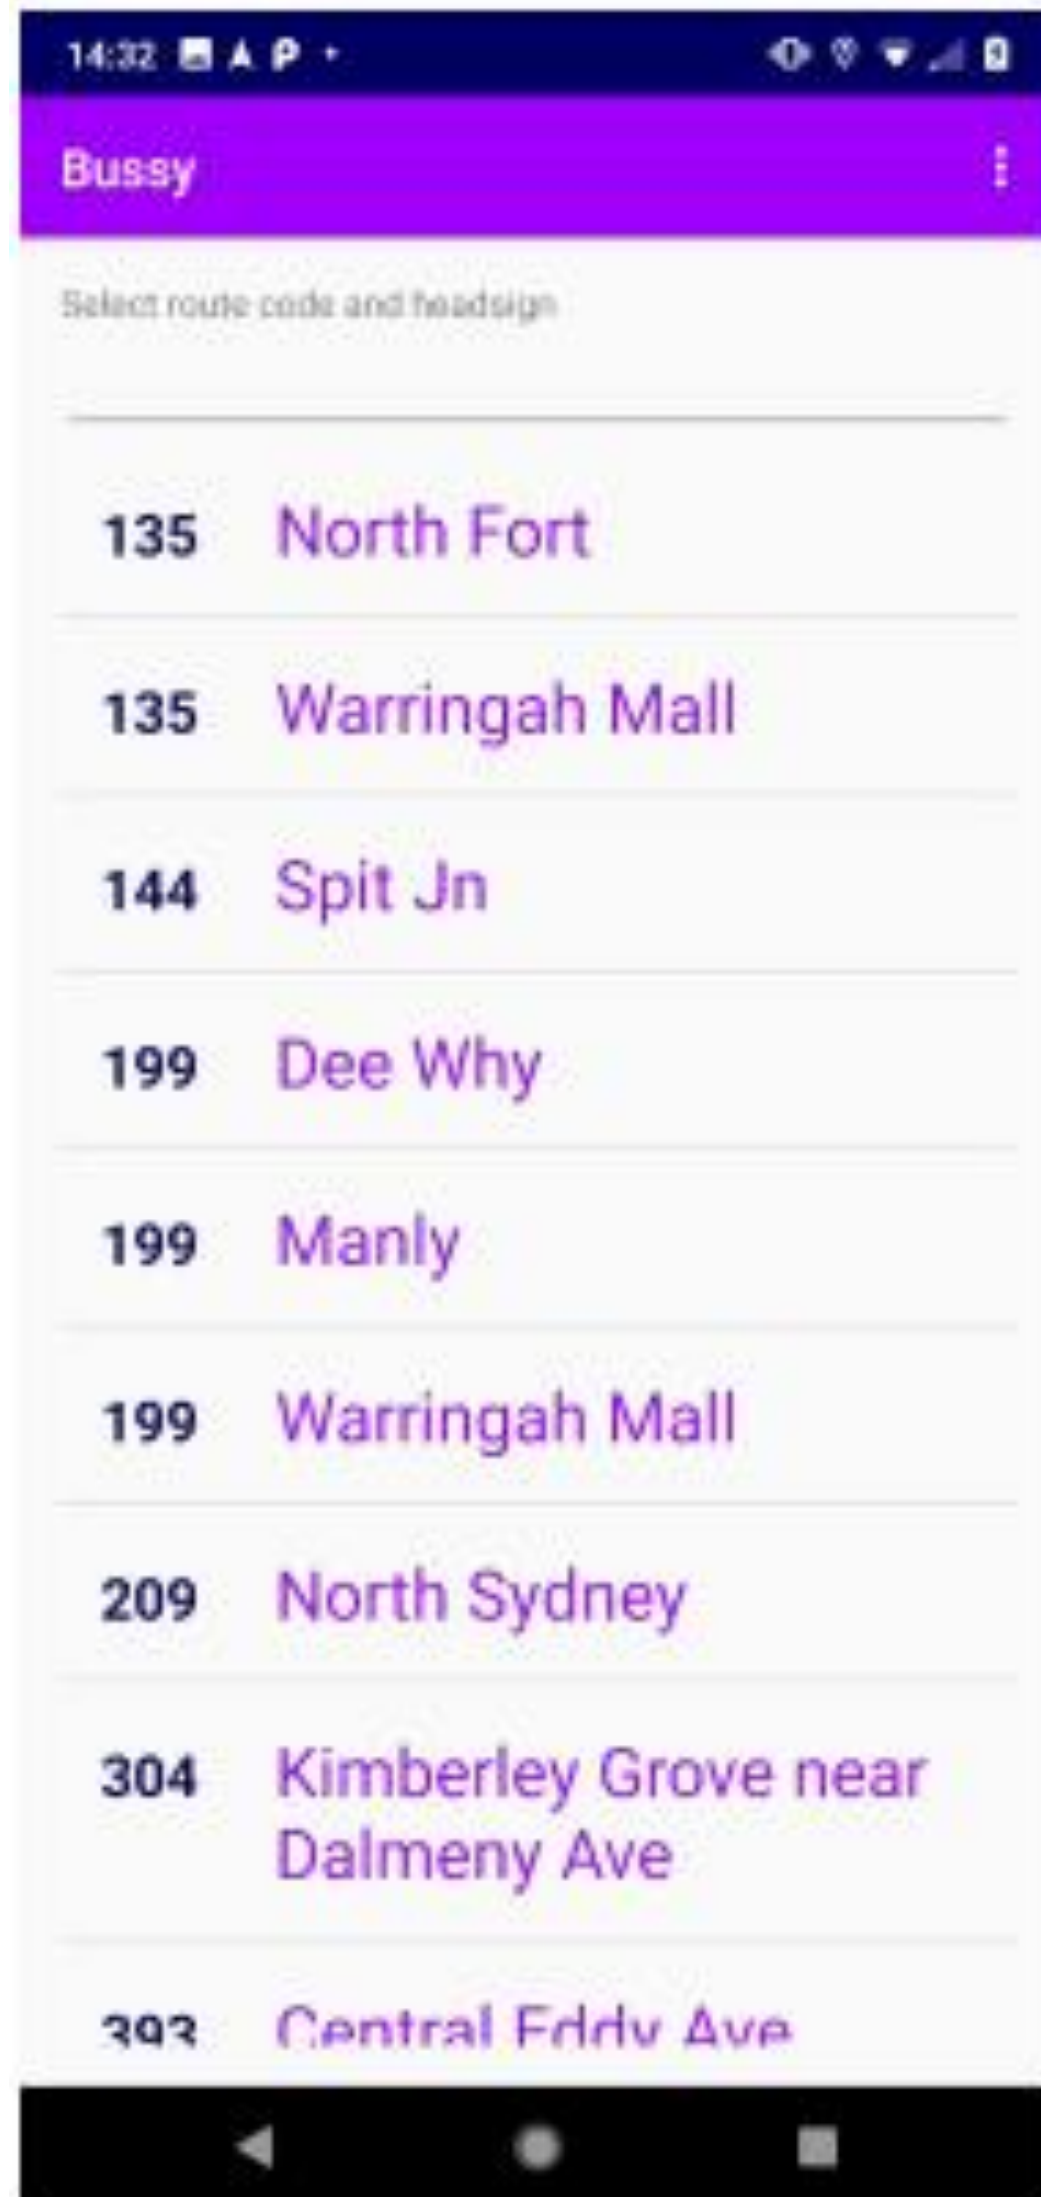 14:32
Bussy
Select route code and headsign
135 North Fort
135 Warringah Mall
144 Spit Jn
199 Dee Why
199 Manly
199 Warringah Mall
209 North Sydney
304 Kimberley Grove near
Dalmeny Ave
393 Central Eddy Ave